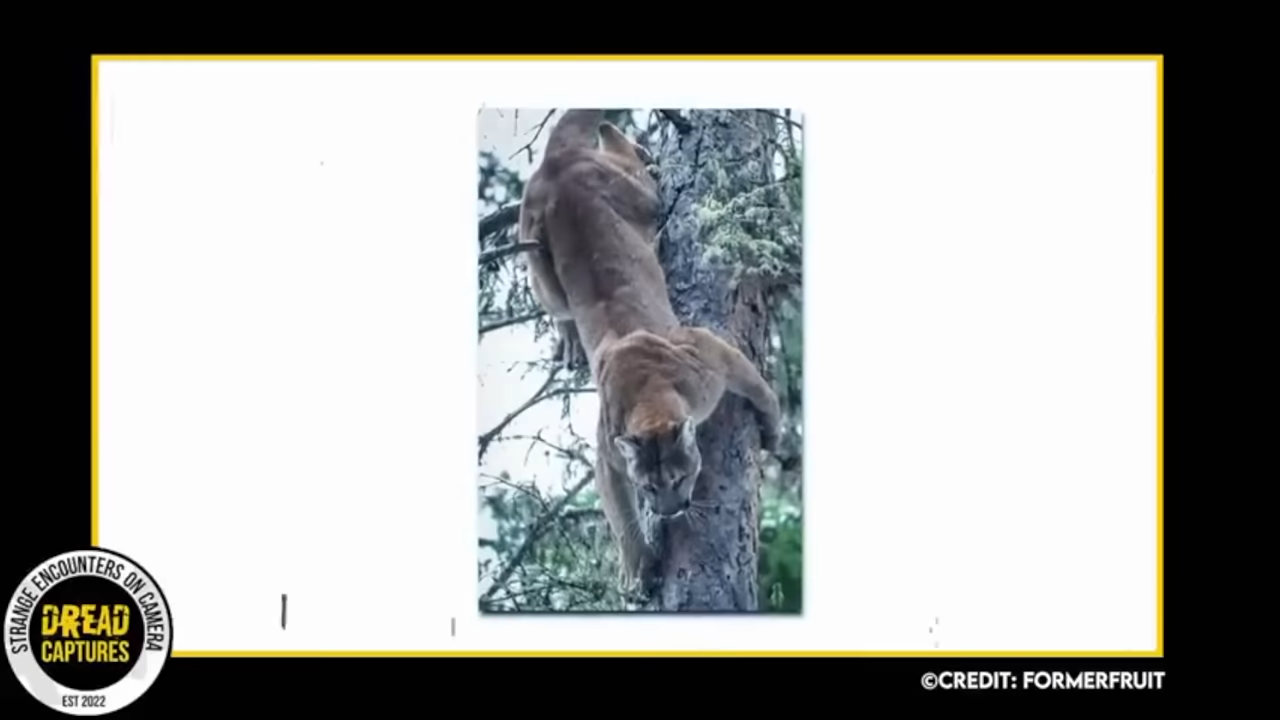 STRANGE ENCOUNTERS ON CAMERA
DREAD
CAPTURES
EST 2022
©CREDIT: FORMERFRUIT